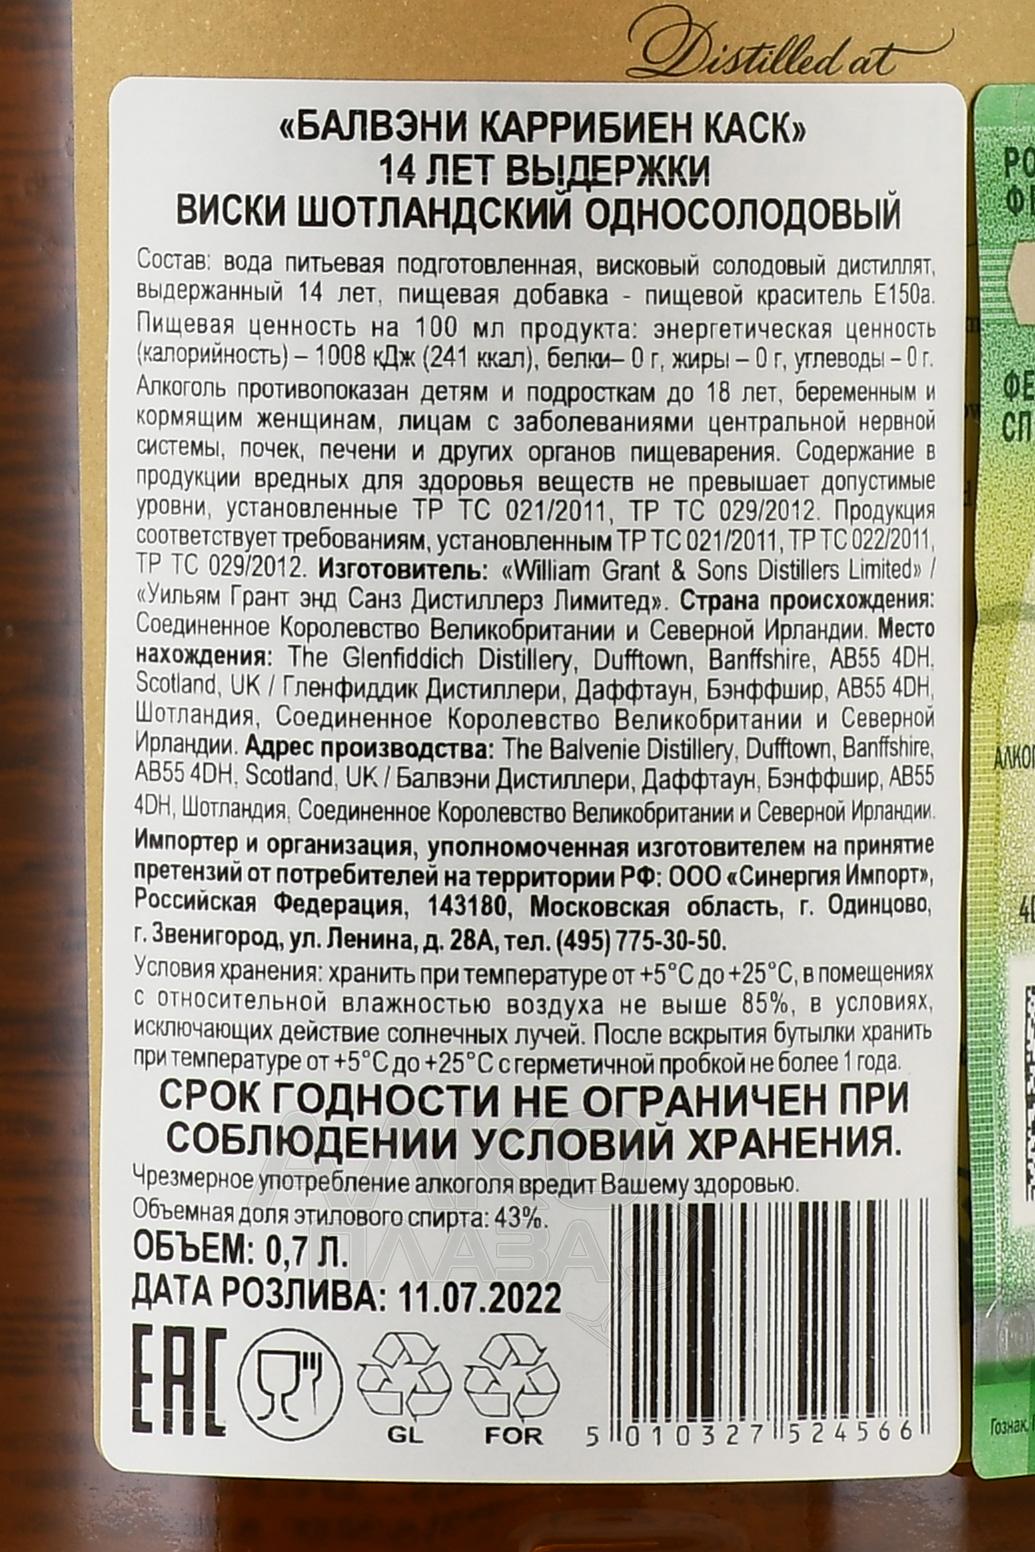 Distilled at
«БАЛВЭНИ КАРРИБИЕН КАСК»
14 ЛЕТ ВЫДЕРЖКИ
ВИСКИ ШОТЛАНДСКИЙ ОДНОСОЛОДОВЫЙ
Состав: вода питьевая подготовленная, висковый солодовый дистиллят,
выдержанный 14 лет, пищевая добавка - пищевой краситель Е150а.
Пищевая ценность на 100 мл продукта: энергетическая ценность
(калорийность) – 1008 кДж (241 ккал), белки– 0 г, жиры – 0 г, углеводы – 0 г.
Алкоголь противопоказан детям и подросткам до 18 лет, беременным и
кормящим женщинам, лицам с заболеваниями центральной нервной
системы, почек, печени и других органов пищеварения. Содержание в
продукции вредных для здоровья веществ не превышает допустимые
уровни, установленные ТР ТС 021/2011, ТР ТС 029/2012. Продукция
соответствует требованиям, установленным ТР ТС 021/2011, ТР ТС 022/2011,
ТР ТС 029/2012. Изготовитель: «William Grant & Sons Distillers Limited» /
«Уильям Грант энд Санз Дистиллерз Лимитед». Страна происхождения:
Соединенное Королевство Великобритании и Северной Ирландии. Место
нахождения: The Glenfiddich Distillery, Dufftown, Banffshire, AB55 4DH,
Scotland, UK / Гленфиддик Дистиллери, Даффтаун, Бэнффшир, AB55 4DH,
Шотландия, Соединенное Королевство Великобритании и Северной
Ирландии. Адрес производства: The Balvenie Distillery, Dufftown, Banffshire,
AB55 4DH, Scotland, UK / Балвэни Дистиллери, Даффтаун, Бэнффшир, AB55
4DH, Шотландия, Соединенное Королевство Великобритании и Северной Ирландии.
Импортер и организация, уполномоченная изготовителем на принятие
претензий от потребителей на территории РФ: ООО «Синергия Импорт»,
Российская Федерация, 143180, Московская область, г. Одинцово,
г. Звенигород, ул. Ленина, д. 28А, тел. (495) 775-30-50.
Условия хранения: хранить при температуре от +5°С до +25°С, в помещениях
с относительной влажностью воздуха не выше 85%, в условиях,
исключающих действие солнечных лучей. После вскрытия бутылки хранить
при температуре от +5°С до +25°С с герметичной пробкой не более 1 года.
СРОК ГОДНОСТИ НЕ ОГРАНИЧЕН ПРИ
СОБЛЮДЕНИИ УСЛОВИЙ ХРАНЕНИЯ.
Чрезмерное употребление алкоголя вредит Вашему здоровью.
Объемная доля этилового спирта: 43%.
ОБЪЕМ: 0,7 Л.
ДАТА РОЗЛИВА: 11.07.2022
EAC
GL
FOR
5 010327 524566
АЛКО
ПЛАЗА
РО
Ф
ФЕ
СП
АЛКО
Гознак,